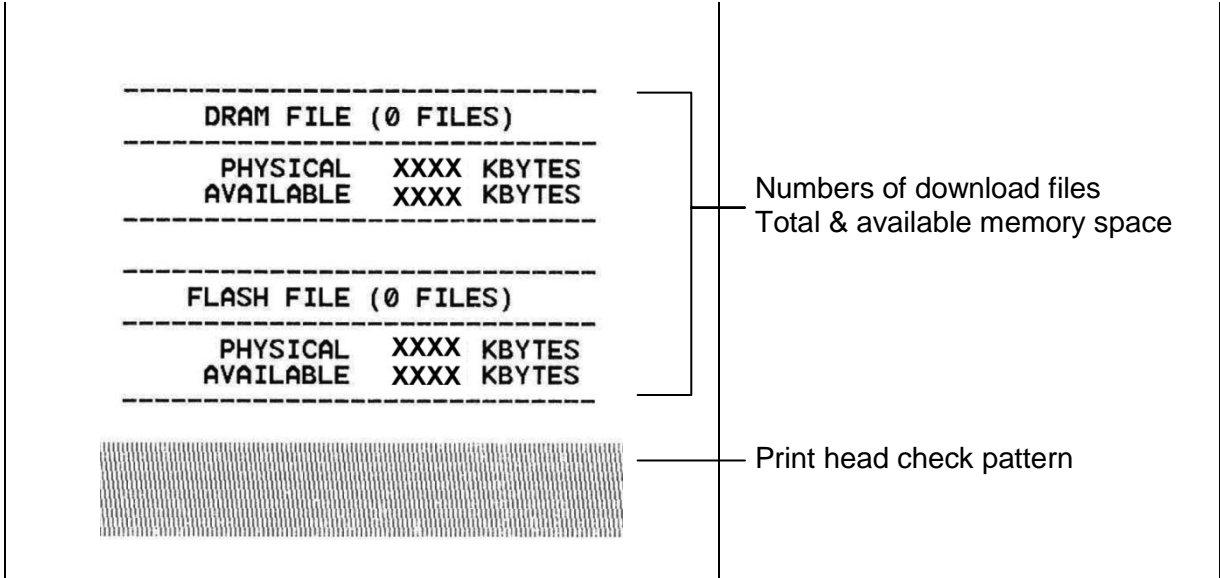 DRAM FILE (0 FILES)
PHYSICAL XXXX KBYTES
AVAILABLE XXXX KBYTES
FLASH FILE (0 FILES)
PHYSICAL XXXX KBYTES
AVAILABLE XXXX KBYTES
Numbers of download files
Total & available memory space
Print head check pattern